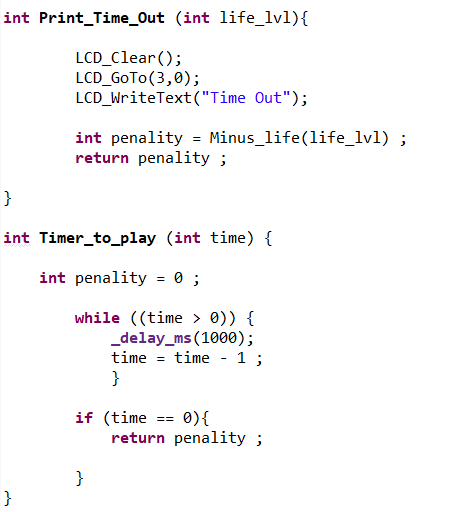 int Print_Time_Out (int life_lvl){
LCD_Clear();
LCD_GoTo(3,0);
LCD_WriteText("Time Out");
int penality = Minus_life(life_lvl) ;
return penality ;
}
int Timer_to_play (int time) {
int penality = 0 ;
while ((time > 0)) {
_delay_ms(1000);
time = time - 1 ;
}
if (time == 0){
return penality ;
}
}